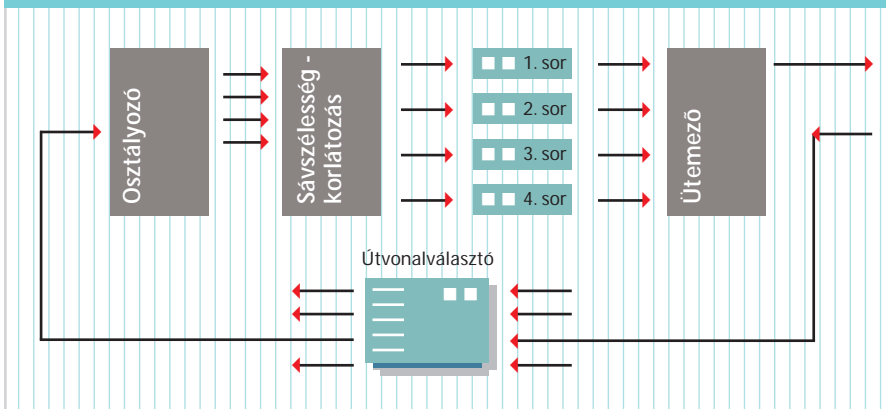 Osztályozó
Sávszélesség -
korlátozás
1. sor
2. sor
3. sor
4. sor
Ütemező
Útvonalválasztó